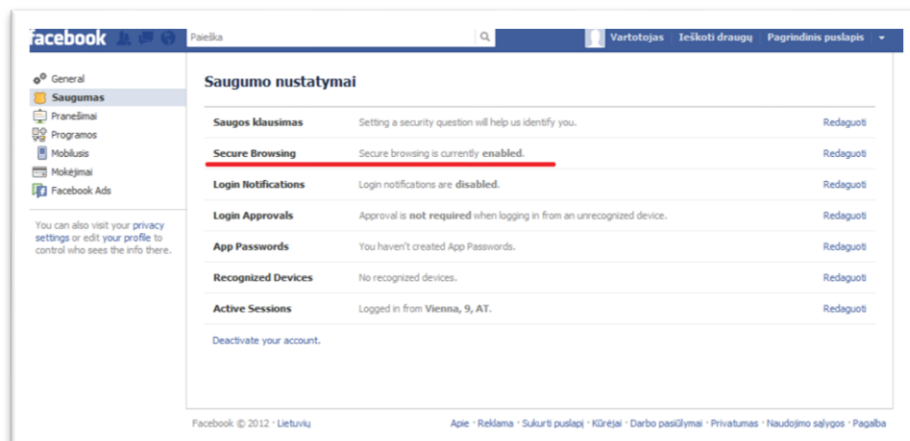 facebook
Paieška
Vartotojas Ieškoti draugų Pagrindinis puslapis
General
Saugumas
Pranešimai
Programos
Mobilusis
Mokėjimai
Facebook Ads
You can also visit your privacy
settings or edit your profile to
control who sees the info there.
Saugumo nustatymai
Saugos klausimas Setting a security question will help us identify you. Redaguoti
Secure Browsing Secure browsing is currently enabled. Redaguoti
Login Notifications Login notifications are disabled. Redaguoti
Login Approvals Approval is not required when logging in from an unrecognized device. Redaguoti
App Passwords You haven't created App Passwords. Redaguoti
Recognized Devices No recognized devices. Redaguoti
Active Sessions Logged in from Vienna, 9, AT. Redaguoti
Deactivate your account.
Facebook © 2012 · Lietuvių
Apie · Reklama · Sukurti puslapį · Kūrėjai · Darbo pasiūlymai · Privatumas · Naudojimo sąlygos · Pagalba